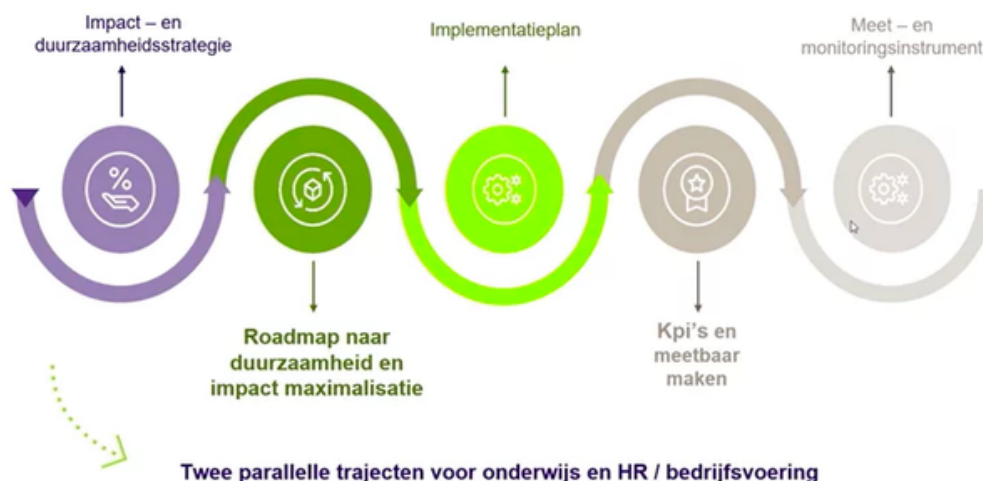 Impact – en
duurzaamheidsstrategie
Implementatieplan
Meet – en
monitoringsinstrument
%
Roadmap naar
duurzaamheid en
impact maximalisatie
Kpi's en
meetbaar
maken
Twee parallelle trajecten voor onderwijs en HR / bedrijfsvoering